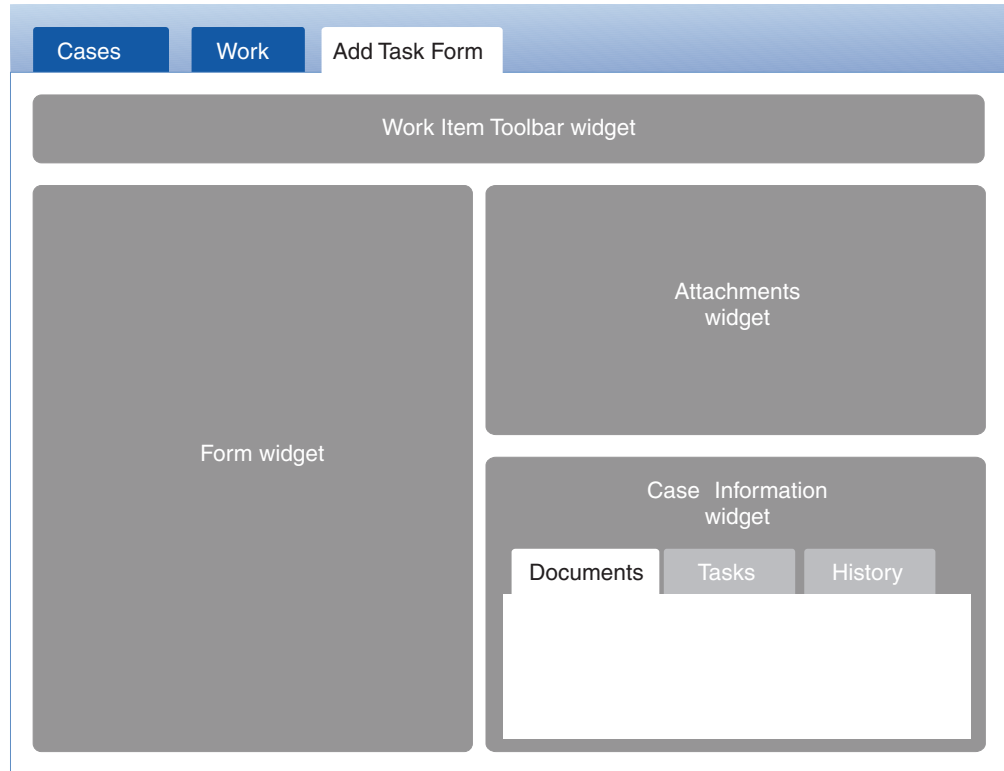 Cases
Work
Add Task Form
Work Item Toolbar widget
Form widget
Attachments
widget
Case Information
widget
Documents
Tasks
History